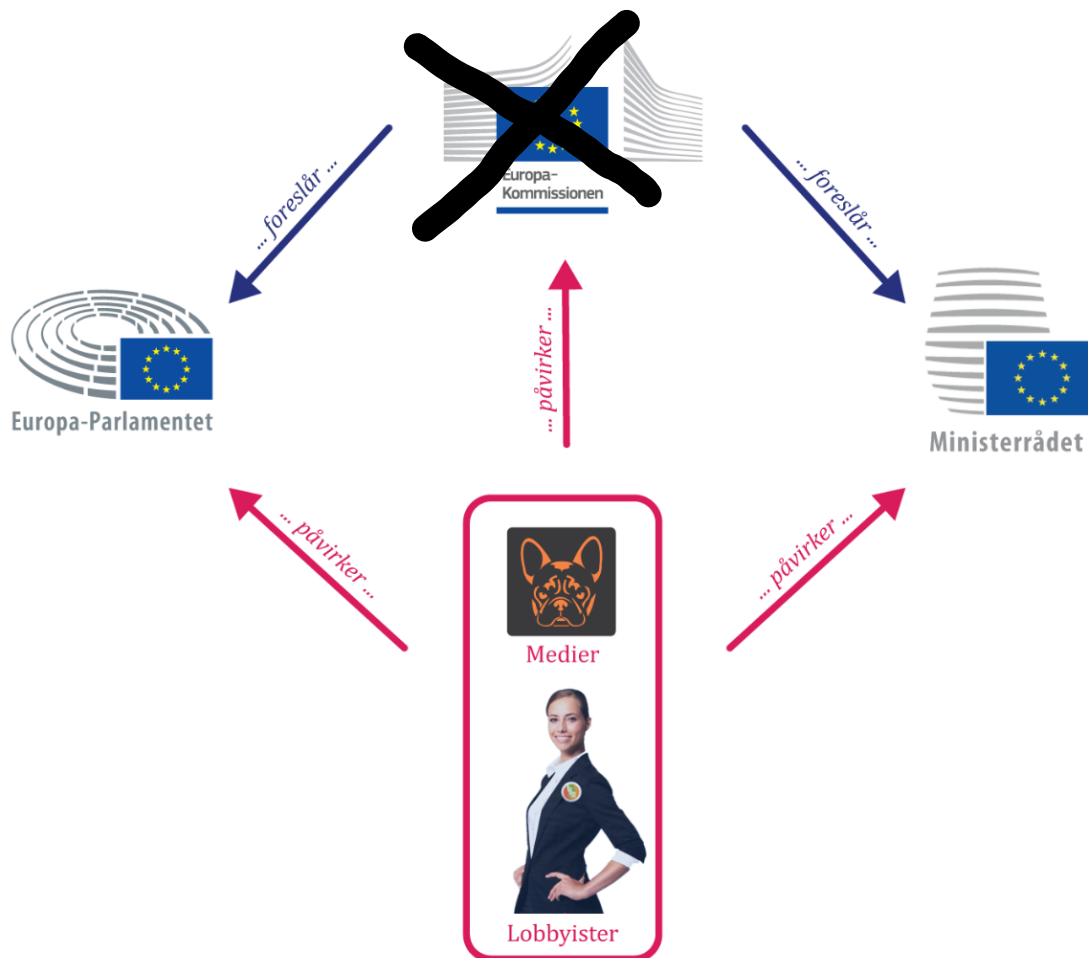 Europa-
Kommissionen
... foreslår ...
... foreslår ...
... påvirker ...
Europa-Parlamentet
Ministerrådet
... påvirker ...
... påvirker ...
Medier
Lobbyister